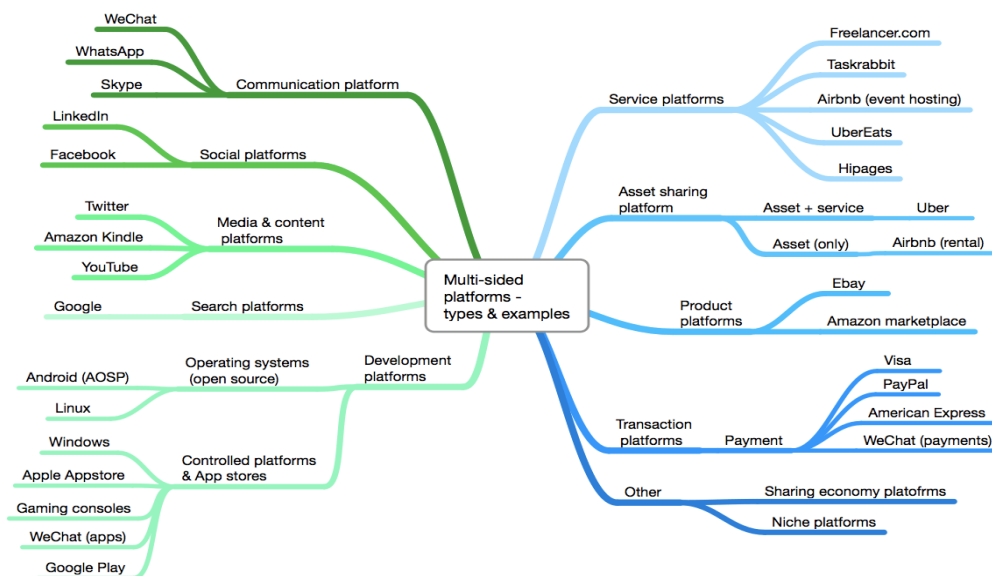 WeChat
WhatsApp
Skype
Communication platform
LinkedIn
Facebook
Social platforms
Twitter
Amazon Kindle
YouTube
Media & content
platforms
Google
Search platforms
Development
platforms
Operating systems
(open source)
Android (AOSP)
Linux
Controlled platforms
& App stores
Windows
Apple Appstore
Gaming consoles
WeChat (apps)
Google Play
Multi-sided
platforms -
types & examples
Service platforms
Freelancer.com
Taskrabbit
Airbnb (event hosting)
UberEats
Hipages
Asset sharing
platform
Asset + service
Uber
Asset (only)
Airbnb (rental)
Product
platforms
Ebay
Amazon marketplace
Transaction
platforms
Payment
Visa
PayPal
American Express
WeChat (payments)
Other
Sharing economy platofrms
Niche platforms